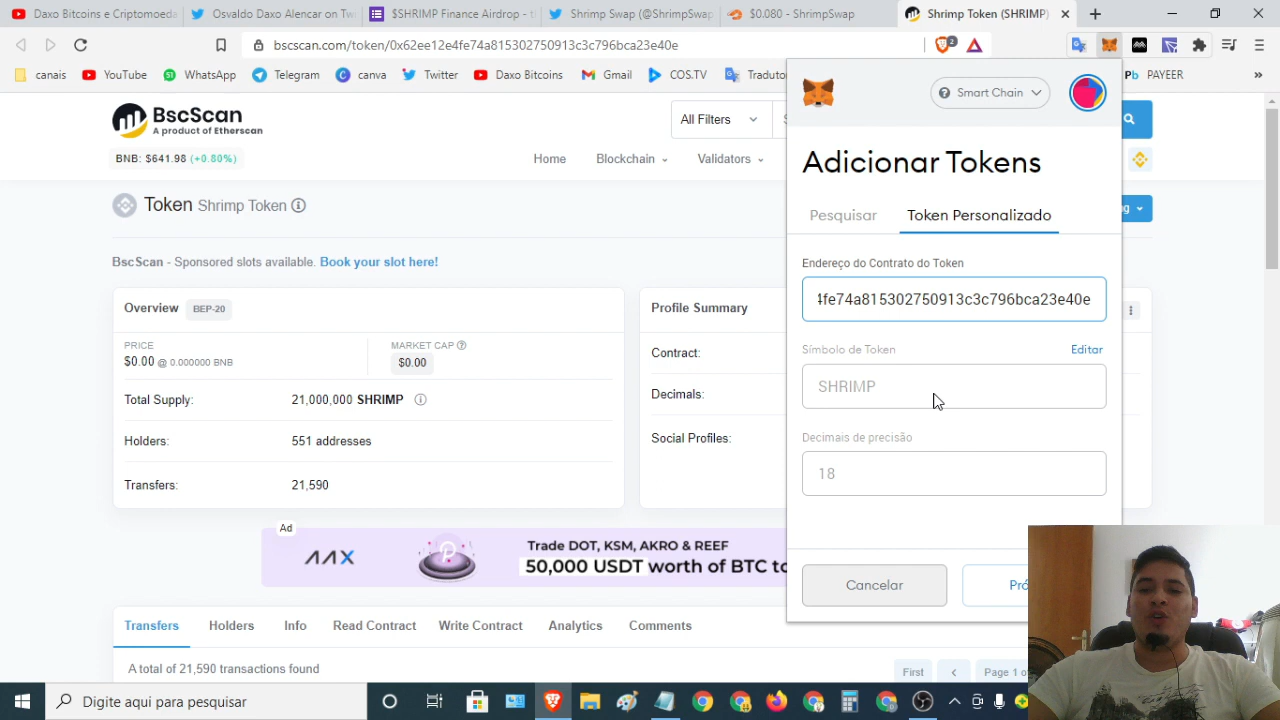 Daxo Bitcoins e Criptomoeda
Osvaldo Daxo Alencar on Tw
$SHRIMP Finance Airdrop - ti
Shrimp Swap (@ShrimpSwap
$0.080 - ShrimpSwap
Shrimp Token (SHRIMP)
bscscan.com/token/0x62ee12e4fe74a815302750913c3c796bca23e40e
2
canais
YouTube
WhatsApp
Telegram
canva
Twitter
Daxo Bitcoins
Gmail
COS.TV
Tradutor
PAYEER
BscScan
A product of Etherscan
All Filters
BNB: $641.98 (+0.80%)
Home
Blockchain
Validators
Token Shrimp Token
BscScan - Sponsored slots available. Book your slot here!
Overview BEP-20
PRICE
$0.00 @ 0.000000 BNB
MARKET CAP
$0.00
Total Supply: 21,000,000 SHRIMP
Holders: 551 addresses
Transfers: 21,590
Profile Summary
Contract:
Decimals:
Social Profiles:
Smart Chain
Adicionar Tokens
Pesquisar
Token Personalizado
Endereço do Contrato do Token
4fe74a815302750913c3c796bca23e40e
Símbolo de Token
Editar
SHRIMP
Decimais de precisão
18
Cancelar
Pró
Ad
AAX
Trade DOT, KSM, AKRO & REEF
50,000 USDT worth of BTC to
Transfers
Holders
Info
Read Contract
Write Contract
Analytics
Comments
A total of 21,590 transactions found
First
Page 1 o
Digite aqui para pesquisar